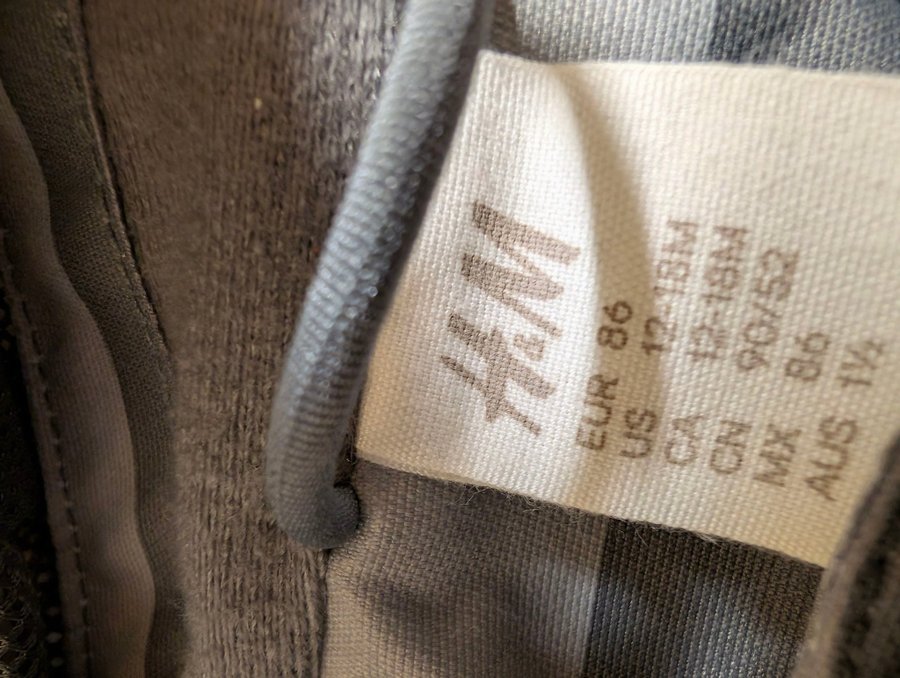 H&M
EUR 86
US 12-18M
CA 12-18M
CN 90/52
MX 86
AUS 1½